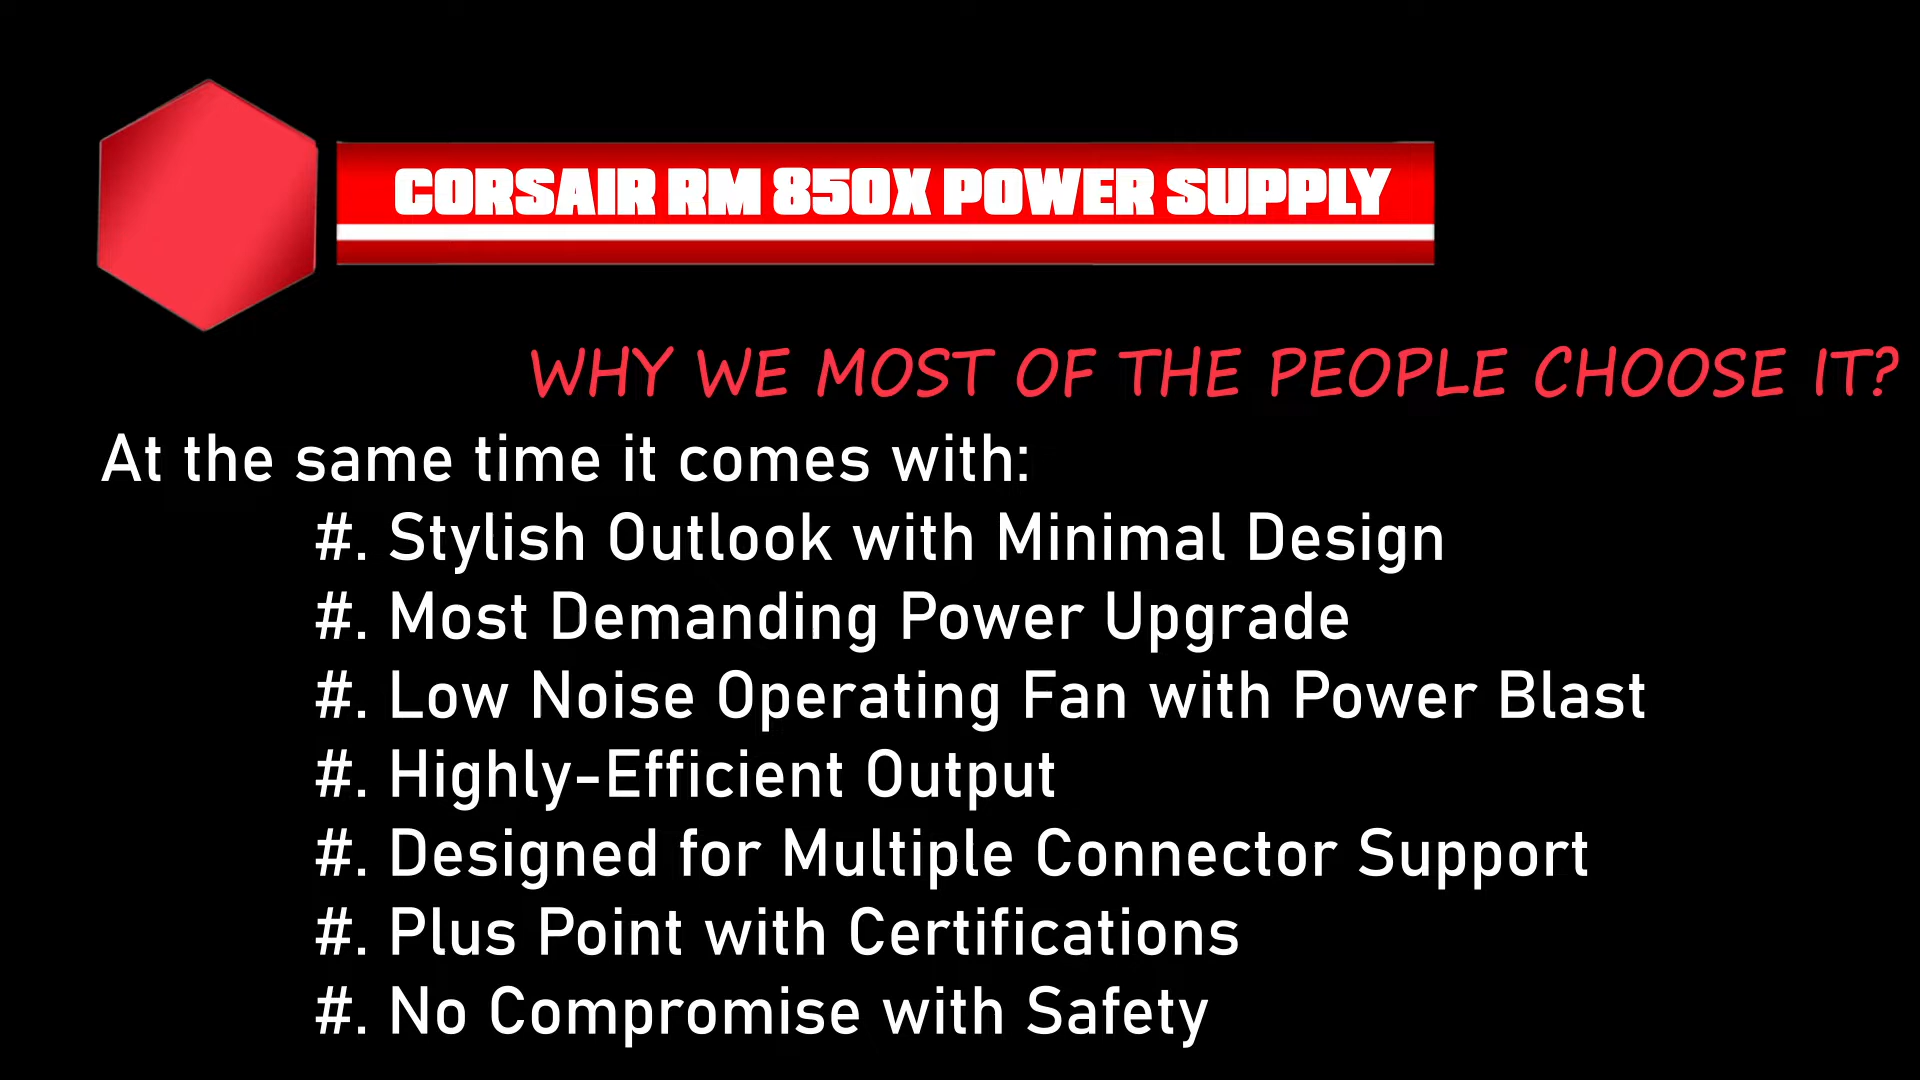 CORSAIR RM 850X POWER SUPPLY
WHY WE MOST OF THE PEOPLE CHOOSE IT?
At the same time it comes with:
#. Stylish Outlook with Minimal Design
#. Most Demanding Power Upgrade
#. Low Noise Operating Fan with Power Blast
#. Highly-Efficient Output
#. Designed for Multiple Connector Support
#. Plus Point with Certifications
#. No Compromise with Safety